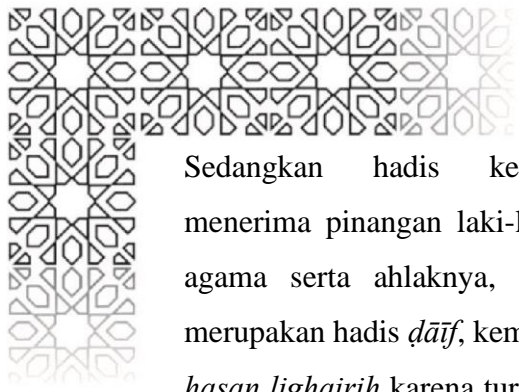 Sedangkan hadis
menerima pinangan
agama serta ahlaknya,
merupakan hadis ḍāīf,
hasan lighairih karena